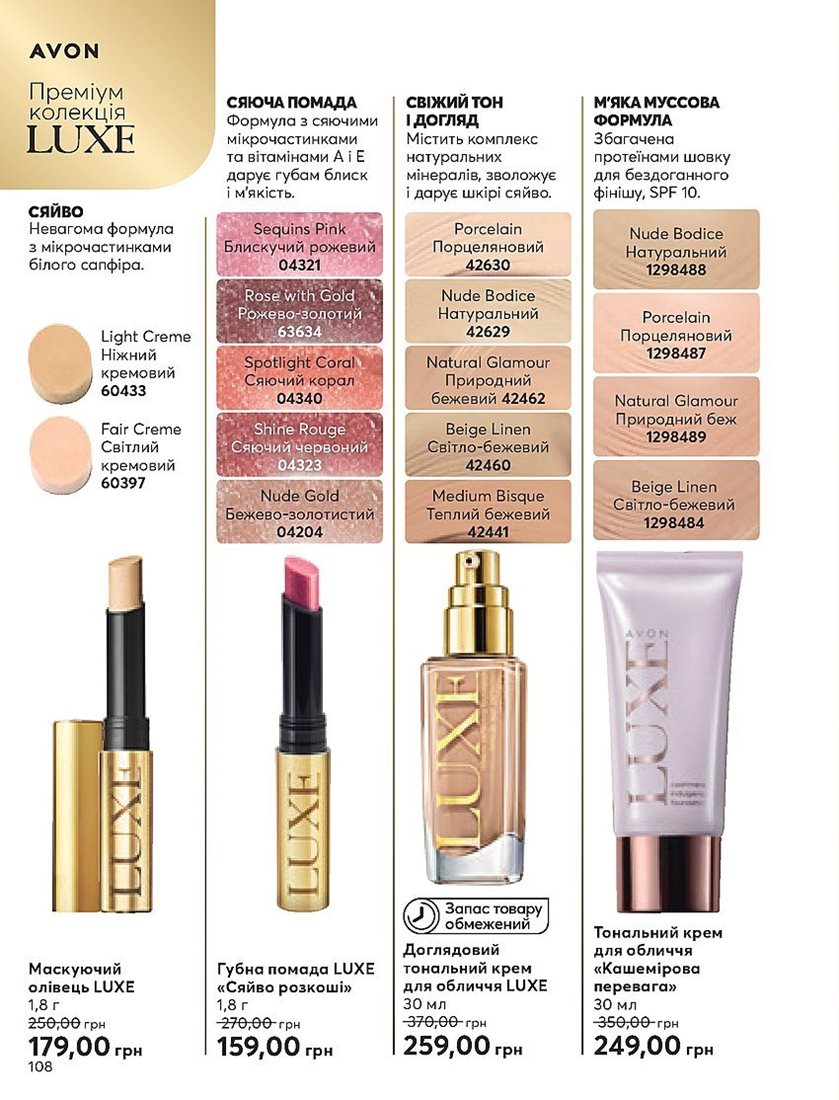 AVON
Преміум
колекція
LUXE
СЯЙВО
Невагома формула
з мікрочастинками
білого сапфіра.
Light Creme
Ніжний
кремовий
60433
Fair Creme
Світлий
кремовий
60397
LUXE
Маскуючий
олівець LUXE
1,8 г
250,00 грн
179,00 грн
108
СЯЮЧА ПОМАДА
Формула з сяючими
мікрочастинками
та вітамінами А і Е
дарує губам блиск
і м'якість.
Sequins Pink
Блискучий рожевий
04321
Rose with Gold
Рожево-золотий
63634
Spotlight Coral
Сяючий корал
04340
Shine Rouge
Сяючий червоний
04323
Nude Gold
Бежево-золотистий
04204
LUXE
Губна помада LUXE
«Сяйво розкоші»
1,8 г
270,00 грн
159,00 грн
СВІЖИЙ ТОН
І ДОГЛЯД
Містить комплекс
натуральних
мінералів, зволожує
і дарує шкірі сяйво.
Porcelain
Порцеляновий
42630
Nude Bodice
Натуральний
42629
Natural Glamour
Природний
бежевий 42462
Beige Linen
Світло-бежевий
42460
Medium Bisque
Теплий бежевий
42441
LUXE
Запас товару
обмежений
Доглядовий
тональний крем
для обличчя LUXE
30 мл
370,00 грн
259,00 грн
М'ЯКА МУССОВА
ФОРМУЛА
Збагачена
протеїнами шовку
для бездоганного
фінішу, SPF 10.
Nude Bodice
Натуральний
1298488
Porcelain
Порцеляновий
1298487
Natural Glamour
Природний беж
1298489
Beige Linen
Світло-бежевий
1298484
AVON
LUXE
cashmere
indulgence
foundation
Тональний крем
для обличчя
«Кашемірова
перевага»
30 мл
350,00 грн
249,00 грн